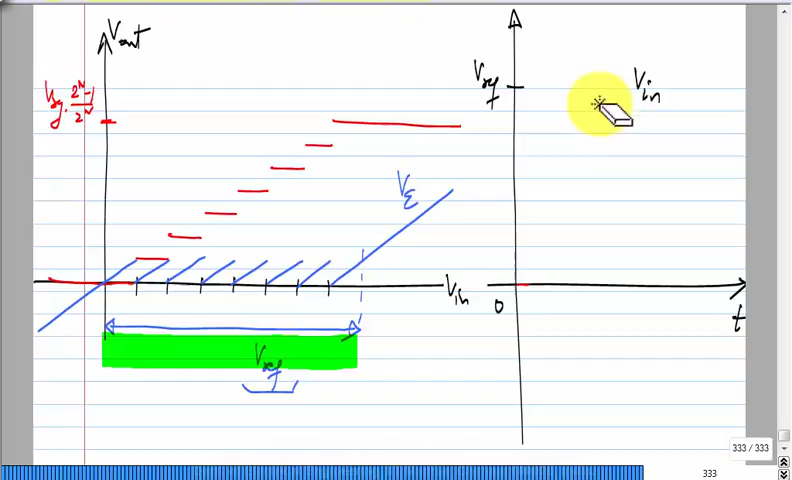 Vout
Vref · 2^N-1 / 2^N
Vε
Vin
Vref
Vref
Vin
0
t
333 / 333
333